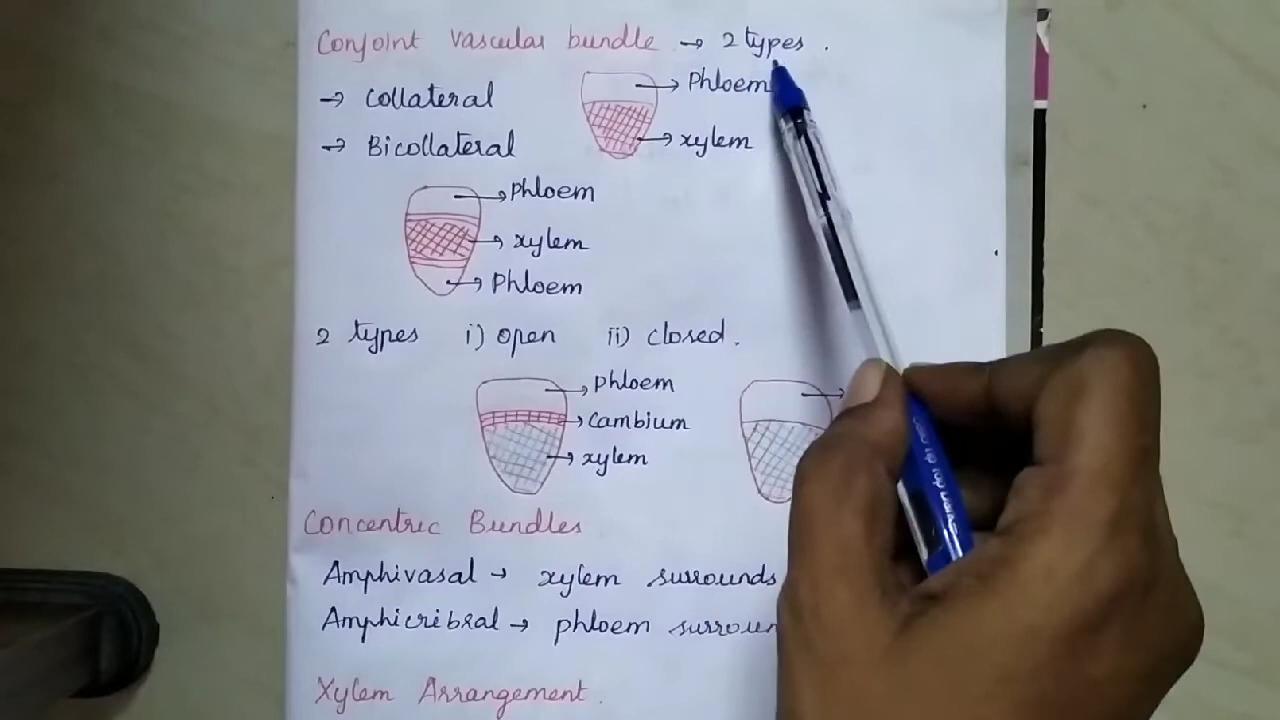 Conjoint vascular bundle → 2 types .
→ Collateral
Phloem
→ Bicollateral
xylem
Phloem
xylem
Phloem
2 types i) open ii) closed .
Phloem
Cambium
xylem
Concentric Bundles
Amphivasal → xylem surrounds
Amphicribral → phloem
Xylem Arrangement .